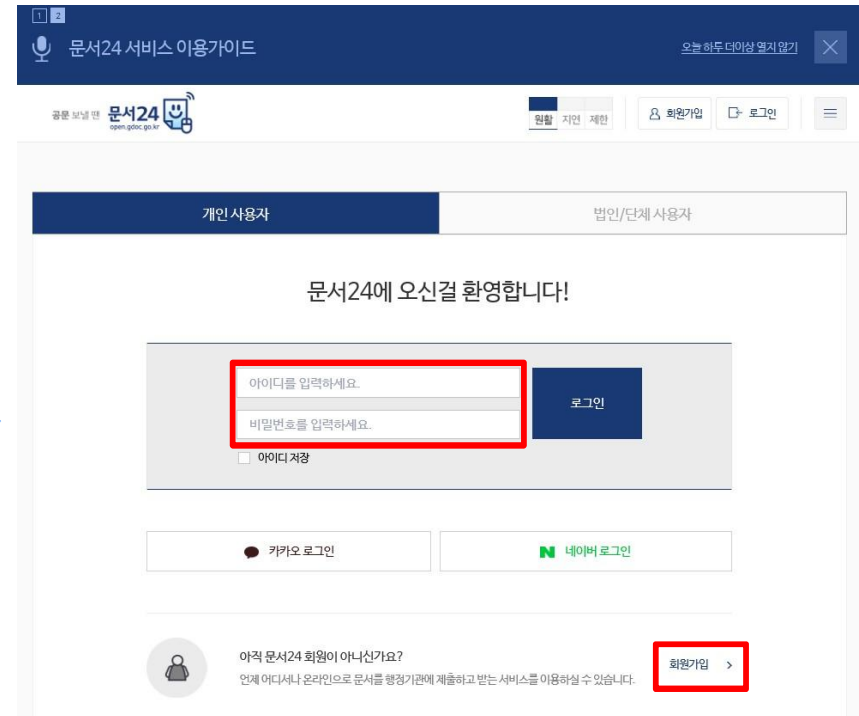 1 2
문서24 서비스 이용가이드
오늘 하루 더이상 열지 않기
공문 보낼 땐 문서24
open.gdoc.go.kr
원활 지연 제한
회원가입
로그인
개인 사용자
법인/단체 사용자
문서24에 오신걸 환영합니다!
아이디를 입력하세요.
비밀번호를 입력하세요.
로그인
아이디 저장
카카오 로그인
N 네이버 로그인
아직 문서24 회원이 아니신가요?
언제 어디서나 온라인으로 문서를 행정기관에 제출하고 받는 서비스를 이용하실 수 있습니다.
회원가입 >